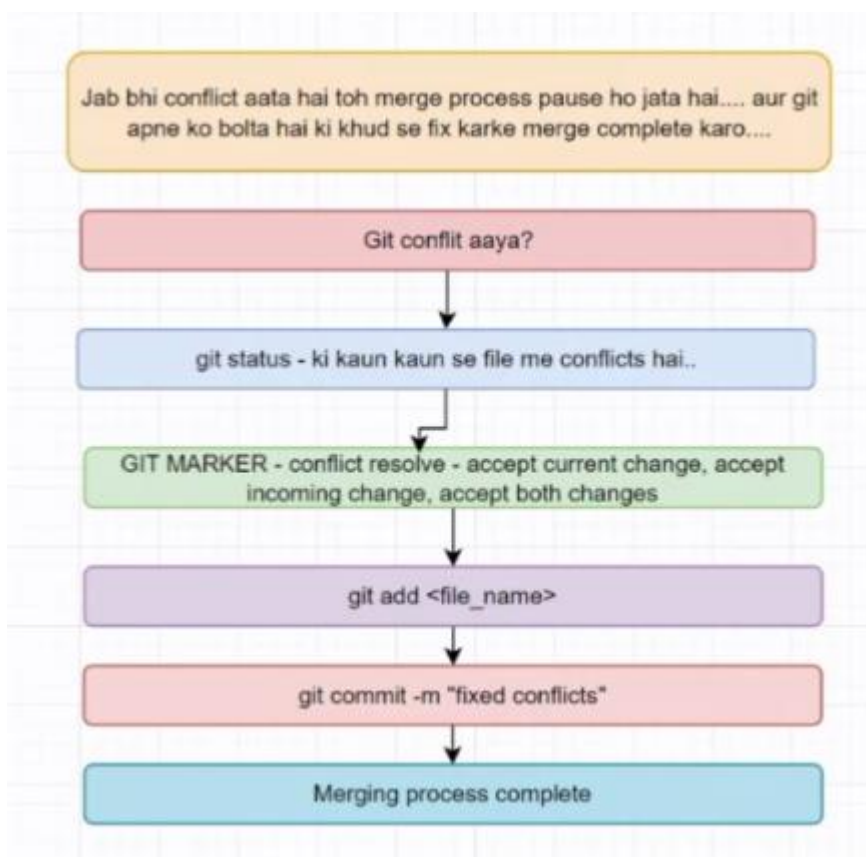 Jab bhi conflict aata hai toh merge process pause ho jata hai.... aur git
apne ko bolta hai ki khud se fix karke merge complete karo....
Git conflit aaya?
git status - ki kaun kaun se file me conflicts hai..
GIT MARKER - conflict resolve - accept current change, accept
incoming change, accept both changes
git add <file_name>
git commit -m "fixed conflicts"
Merging process complete